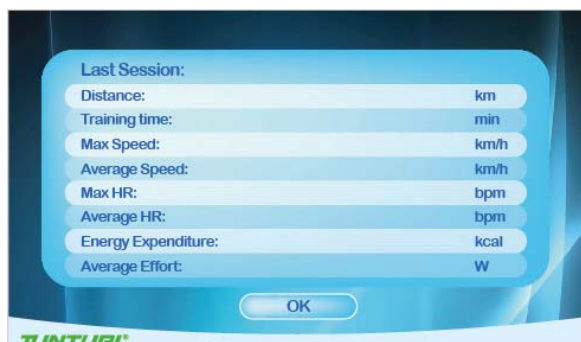 Last Session:
Distance: km
Training time: min
Max Speed: km/h
Average Speed: km/h
Max HR: bpm
Average HR: bpm
Energy Expenditure: kcal
Average Effort: W
OK
TUNTURI®